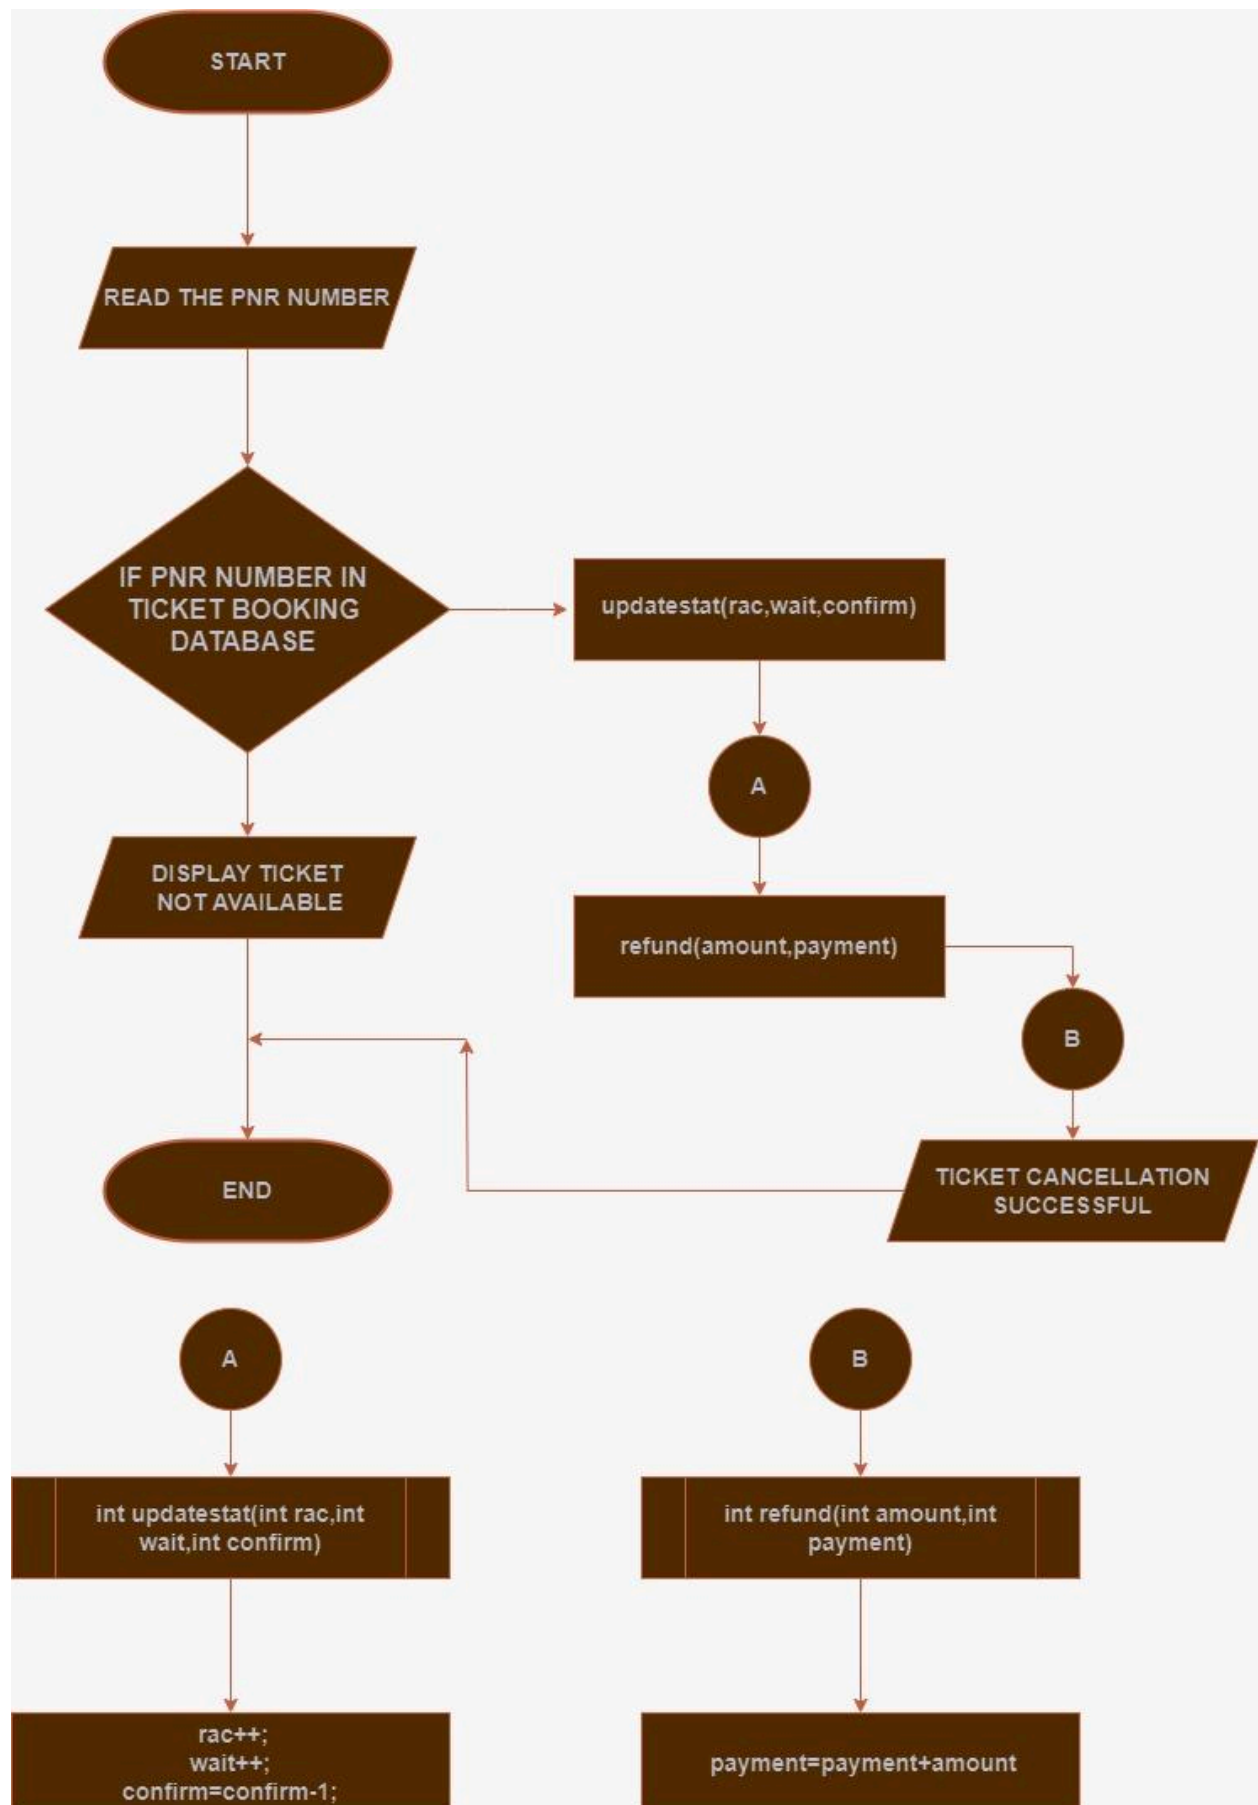 START
READ THE PNR NUMBER
IF PNR NUMBER IN
TICKET BOOKING
DATABASE
updatestat(rac,wait,confirm)
A
DISPLAY TICKET
NOT AVAILABLE
refund(amount,payment)
B
TICKET CANCELLATION
SUCCESSFUL
END
A
int updatestat(int rac,int
wait,int confirm)
rac++;
wait++;
confirm=confirm-1;
B
int refund(int amount,int
payment)
payment=payment+amount